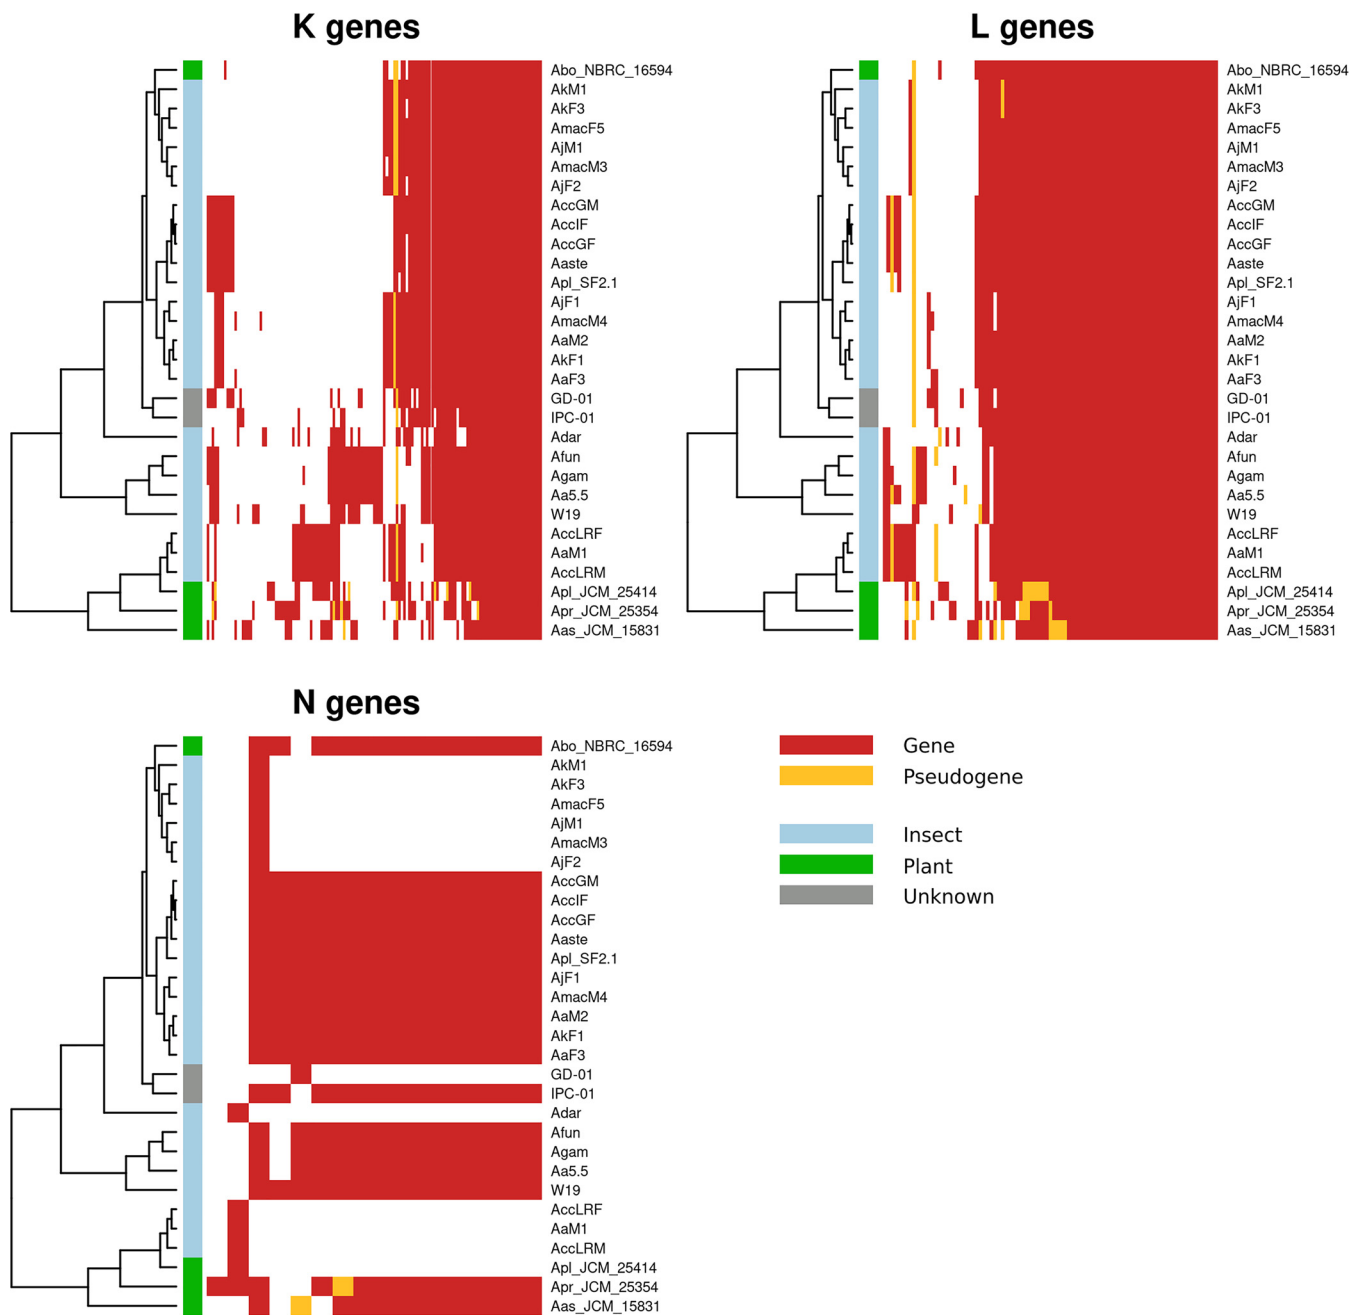 K genes
Abo_NBRC_16594
AkM1
AkF3
AmacF5
AjM1
AmacM3
AjF2
AccGM
AccIF
AccGF
Aaste
Apl_SF2.1
AjF1
AmacM4
AaM2
AkF1
AaF3
GD-01
IPC-01
Adar
Afun
Agam
Aa5.5
W19
AccLRF
AaM1
AccLRM
Apl_JCM_25414
Apr_JCM_25354
Aas_JCM_15831
L genes
Abo_NBRC_16594
AkM1
AkF3
AmacF5
AjM1
AmacM3
AjF2
AccGM
AccIF
AccGF
Aaste
Apl_SF2.1
AjF1
AmacM4
AaM2
AkF1
AaF3
GD-01
IPC-01
Adar
Afun
Agam
Aa5.5
W19
AccLRF
AaM1
AccLRM
Apl_JCM_25414
Apr_JCM_25354
Aas_JCM_15831
N genes
Abo_NBRC_16594
AkM1
AkF3
AmacF5
AjM1
AmacM3
AjF2
AccGM
AccIF
AccGF
Aaste
Apl_SF2.1
AjF1
AmacM4
AaM2
AkF1
AaF3
GD-01
IPC-01
Adar
Afun
Agam
Aa5.5
W19
AccLRF
AaM1
AccLRM
Apl_JCM_25414
Apr_JCM_25354
Aas_JCM_15831
Gene
Pseudogene
Insect
Plant
Unknown